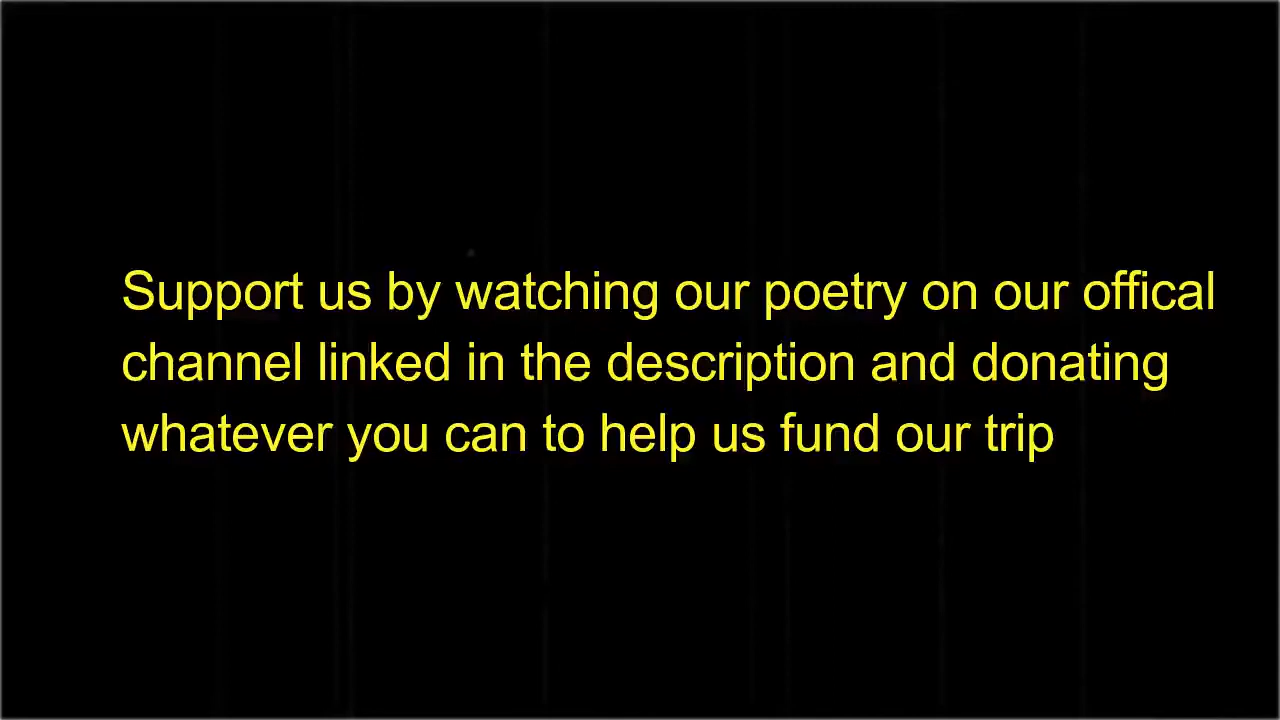 Support us by watching our poetry on our offical
channel linked in the description and donating
whatever you can to help us fund our trip